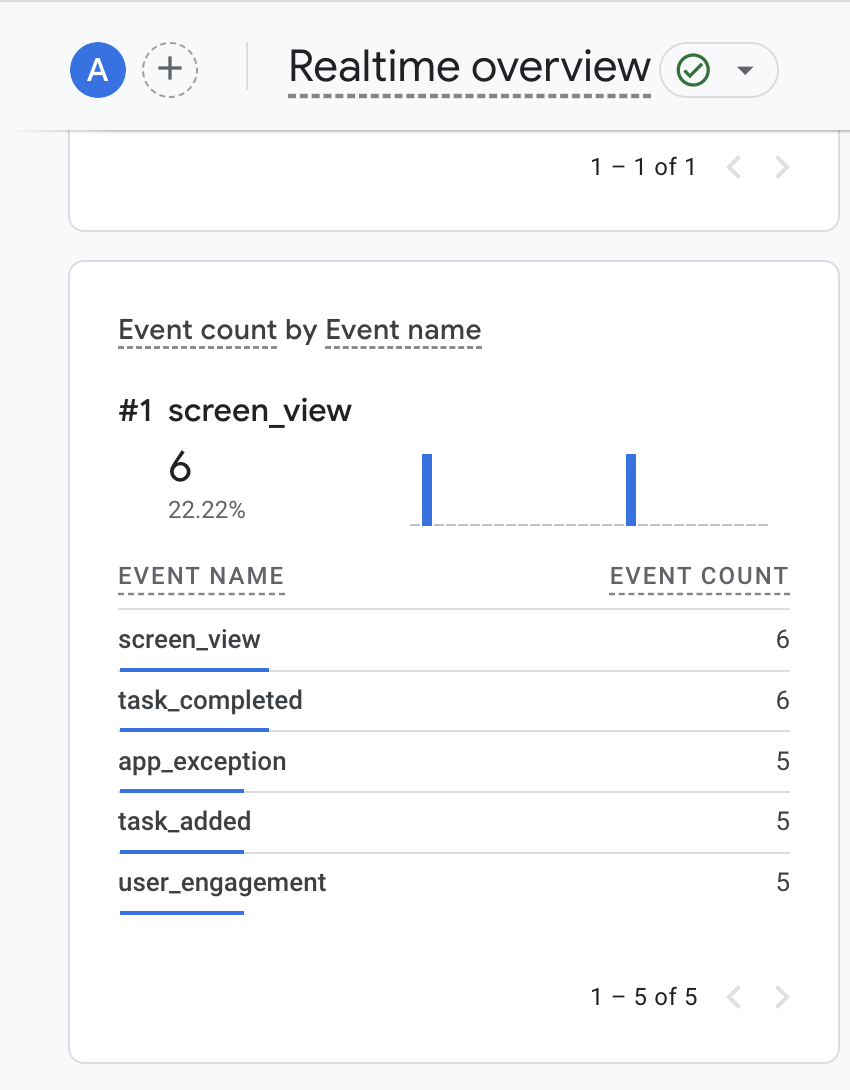 A + Realtime overview
1 – 1 of 1
Event count by Event name
#1 screen_view
6
22.22%
EVENT NAME EVENT COUNT
screen_view 6
task_completed 6
app_exception 5
task_added 5
user_engagement 5
1 – 5 of 5